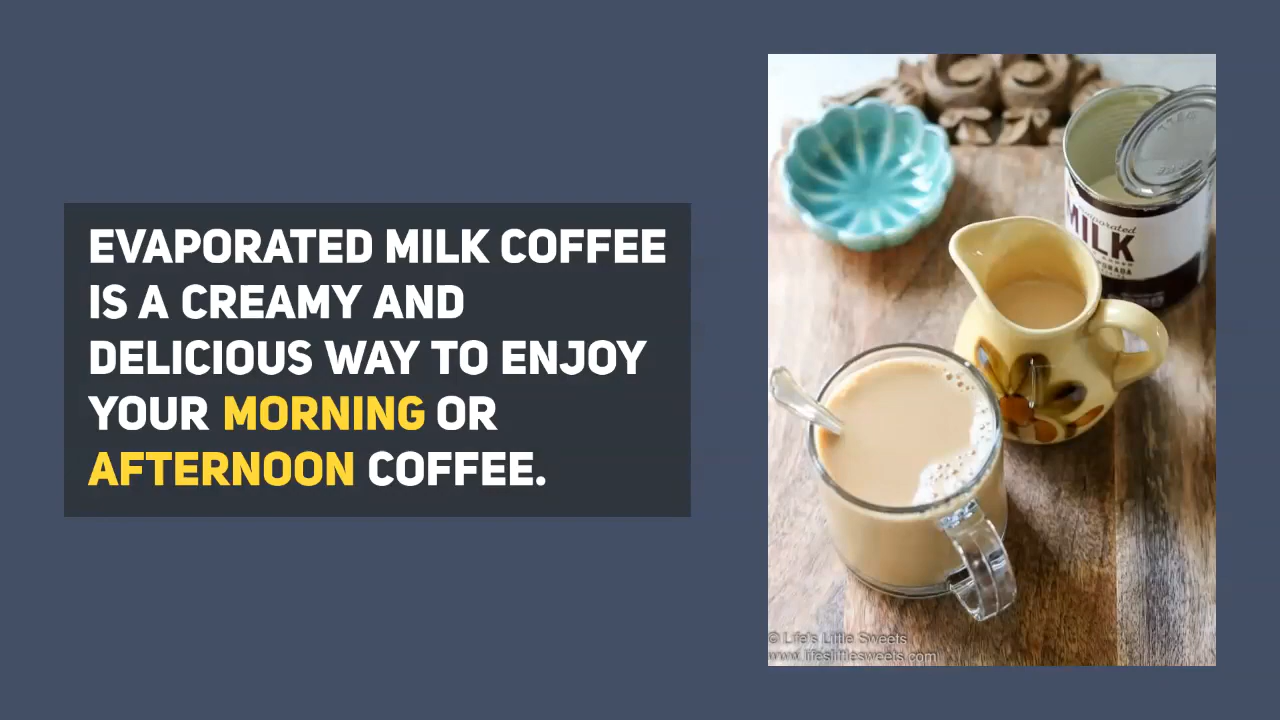 EVAPORATED MILK COFFEE
IS A CREAMY AND
DELICIOUS WAY TO ENJOY
YOUR MORNING OR
AFTERNOON COFFEE.
MILK
© Life's Little Sweets
www.lifeslittlesweets.com